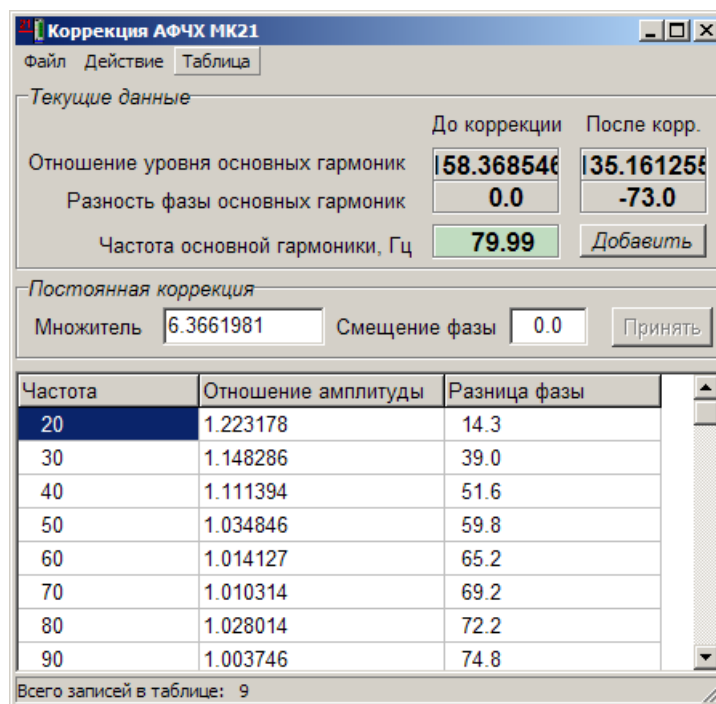 Коррекция АФЧХ МК21
Файл Действие Таблица
Текущие данные
До коррекции После корр.
Отношение уровня основных гармоник 58.368546 35.161255
Разность фазы основных гармоник 0.0 -73.0
Частота основной гармоники, Гц 79.99 Добавить
Постоянная коррекция
Множитель 6.3661981 Смещение фазы 0.0 Принять
Частота Отношение амплитуды Разница фазы
20 1.223178 14.3
30 1.148286 39.0
40 1.111394 51.6
50 1.034846 59.8
60 1.014127 65.2
70 1.010314 69.2
80 1.028014 72.2
90 1.003746 74.8
Всего записей в таблице: 9